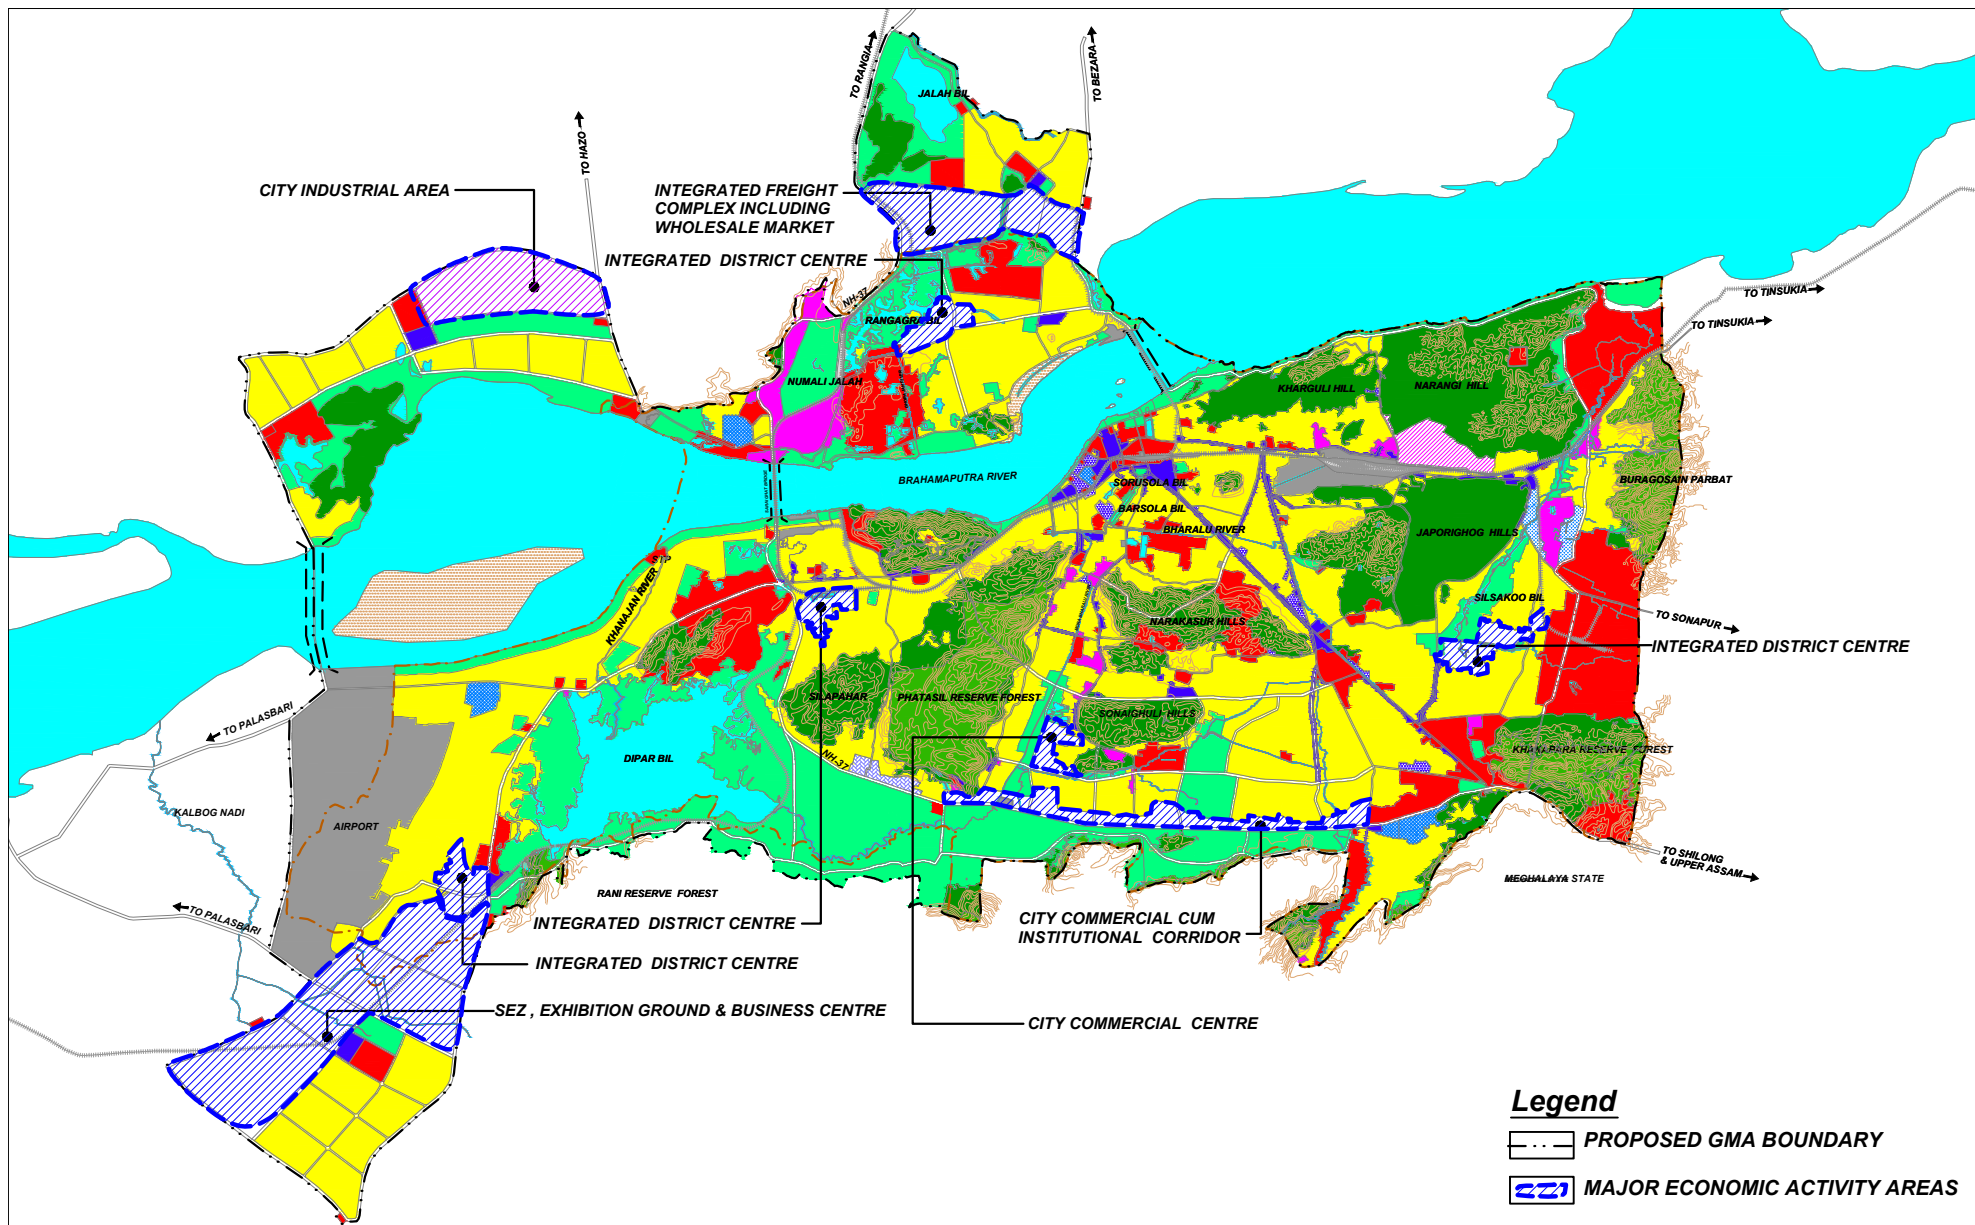 TO RANGIA
TO BEZARA
JALAH BIL
TO HAZO
CITY INDUSTRIAL AREA
INTEGRATED FREIGHT
COMPLEX INCLUDING
WHOLESALE MARKET
INTEGRATED DISTRICT CENTRE
NH-37
RANGAGRA BIL
NUMALI JALAH
TO TINSUKIA
TO TINSUKIA
KHARGULI HILL
NARANGI HILL
BRAHAMAPUTRA RIVER
SORUSOLA BIL
BARSOLA BIL
BHARALU RIVER
BURAGOSAIN PARBAT
JAPORIGHOG HILLS
STP
KHANAJAN RIVER
SILSAKOO BIL
TO SONAPUR
NARAKASUR HILLS
INTEGRATED DISTRICT CENTRE
SILAPAHAR
PHATASIL RESERVE FOREST
SONAIGHULI HILLS
TO PALASBARI
DIPAR BIL
NH-37
KHANAPARA RESERVE FOREST
KALBOG NADI
AIRPORT
TO SHILONG
& UPPER ASSAM
MEGHALAYA STATE
RANI RESERVE FOREST
TO PALASBARI
INTEGRATED DISTRICT CENTRE
CITY COMMERCIAL CUM
INSTITUTIONAL CORRIDOR
INTEGRATED DISTRICT CENTRE
SEZ , EXHIBITION GROUND & BUSINESS CENTRE
CITY COMMERCIAL CENTRE
Legend
PROPOSED GMA BOUNDARY
MAJOR ECONOMIC ACTIVITY AREAS